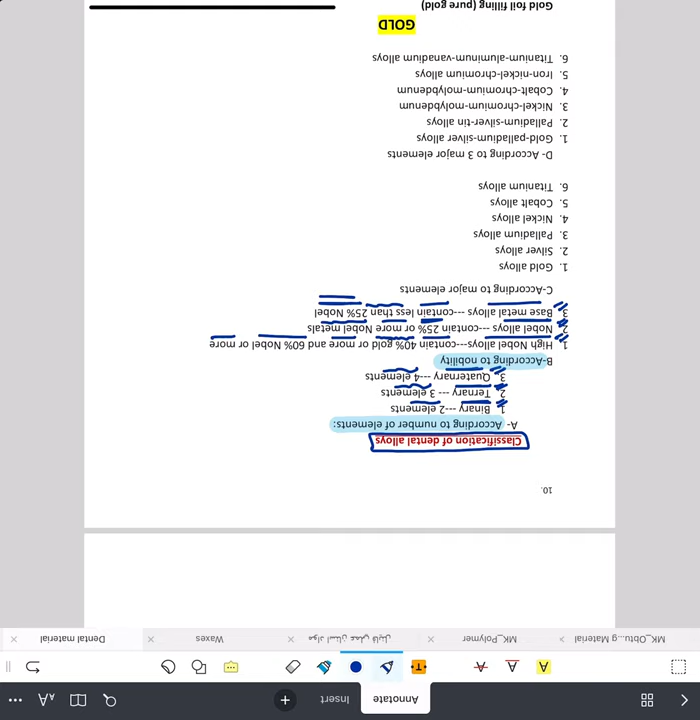 Annotate
Insert
MK_Obtu...g Material
MK_Polymer
Waxes
Dental material
10.
Classification of dental alloys
A- According to number of elements:
1. Binary ---2 elements
2. Ternary --- 3 elements
3. Quaternary ---4 elements
B-According to nobility
1. High Nobel alloys---contain 40% gold or more and 60% Nobel or more
2. Nobel alloys ---contain 25% or more Nobel metals
3. Base metal alloys ---contain less than 25% Nobel
C-According to major elements
1. Gold alloys
2. Silver alloys
3. Palladium alloys
4. Nickel alloys
5. Cobalt alloys
6. Titanium alloys
D- According to 3 major elements
1. Gold-palladium-silver alloys
2. Palladium-silver-tin alloys
3. Nickel-chromium-molybdenum
4. Cobalt-chromium-molybdenum
5. Iron-nickel-chromium alloys
6. Titanium-aluminum-vanadium alloys
GOLD
Gold foil filling (pure gold)